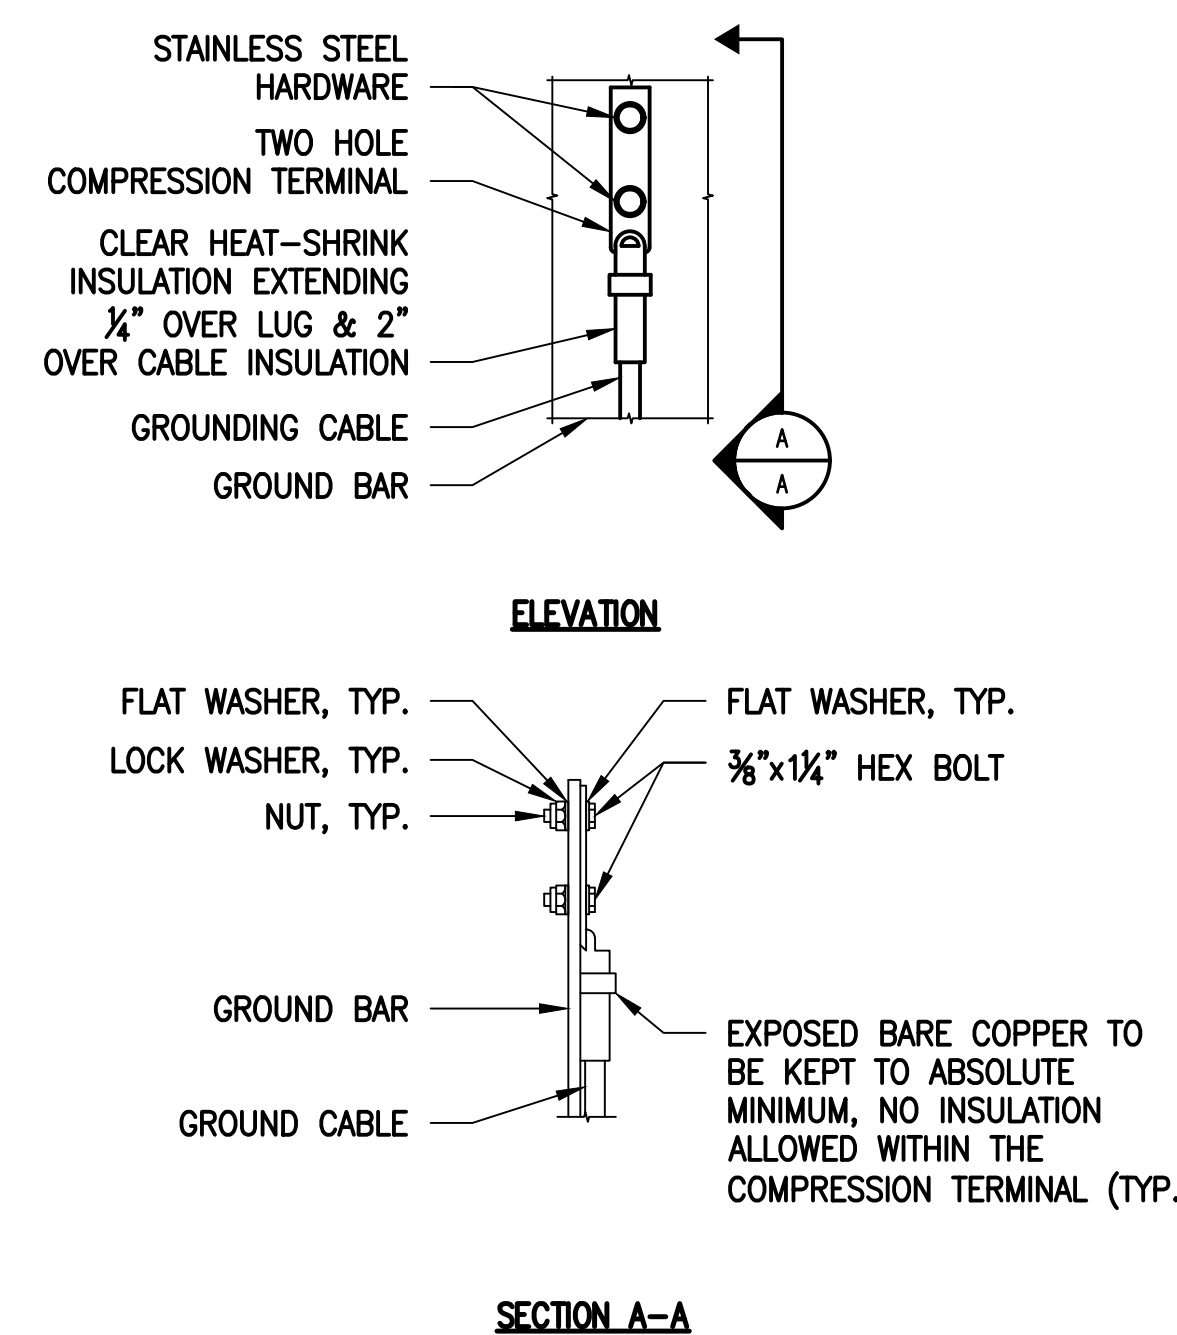 STAINLESS STEEL
HARDWARE
TWO HOLE
COMPRESSION TERMINAL
CLEAR HEAT-SHRINK
INSULATION EXTENDING
¼" OVER LUG & 2"
OVER CABLE INSULATION
GROUNDING CABLE
GROUND BAR
A
A
ELEVATION
FLAT WASHER, TYP.
LOCK WASHER, TYP.
NUT, TYP.
FLAT WASHER, TYP.
⅜"x1¼" HEX BOLT
GROUND BAR
GROUND CABLE
EXPOSED BARE COPPER TO
BE KEPT TO ABSOLUTE
MINIMUM, NO INSULATION
ALLOWED WITHIN THE
COMPRESSION TERMINAL (TYP.
SECTION A-A